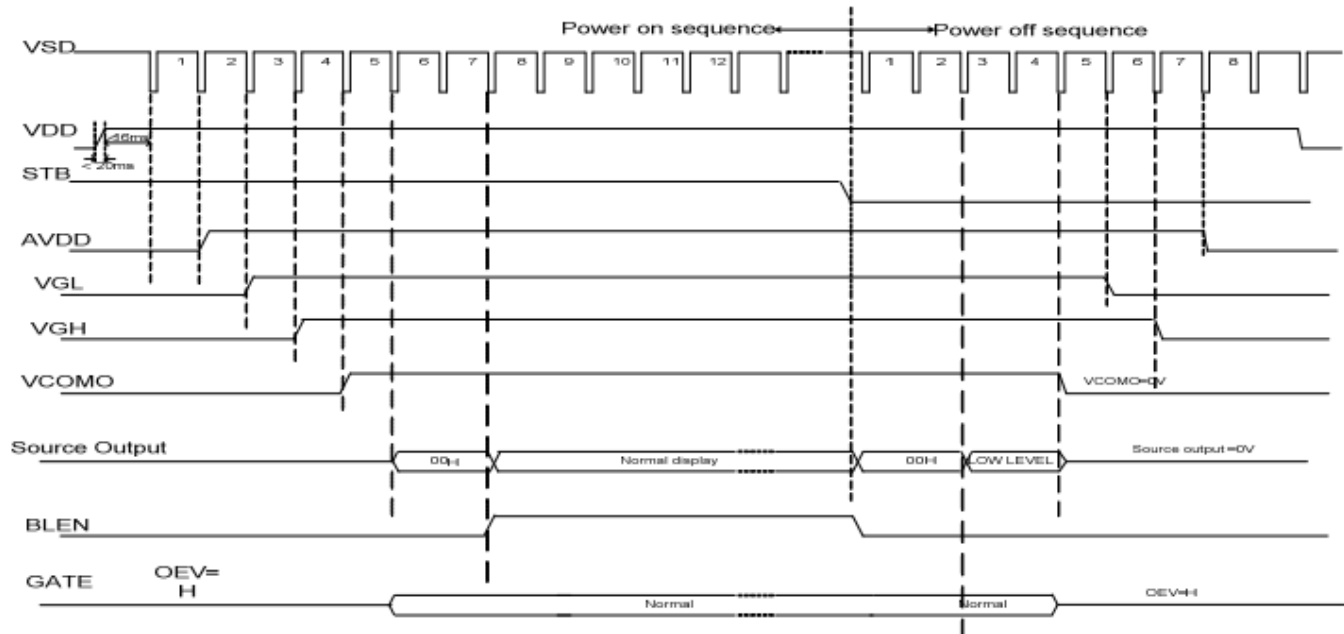 Power on sequence Power off sequence
VSD 1 2 3 4 5 6 7 8 9 10 11 12 1 2 3 4 5 6 7 8
VDD <16ms
< 20ms
STB
AVDD
VGL
VGH
VCOMO VCOMO=0V
Source Output 00H Normal display 00H LOW LEVEL Source output =0V
BLEN
GATE OEV=
H Normal Normal OEV=H